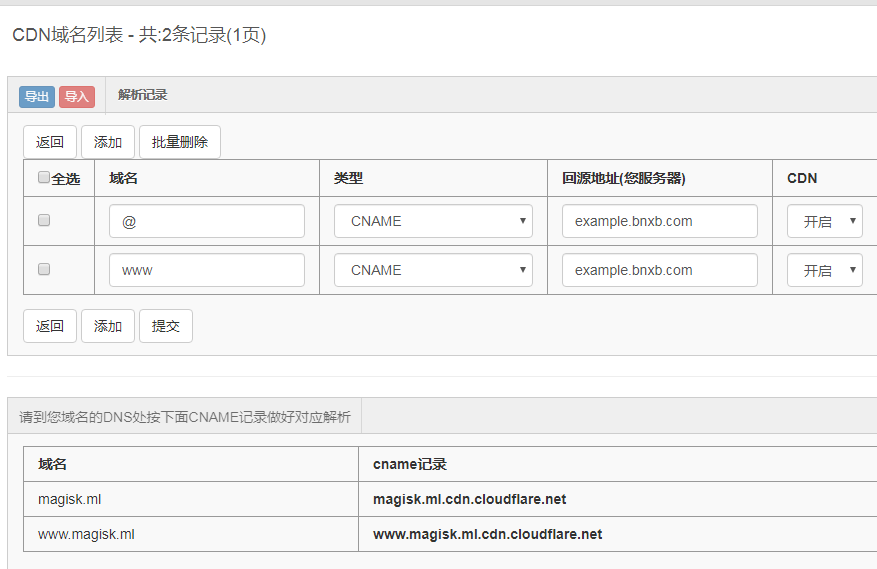 CDN域名列表 - 共:2条记录(1页)
导出 导入 解析记录
返回 添加 批量删除
全选 域名 类型 回源地址(您服务器) CDN
@ CNAME example.bnxb.com 开启
www CNAME example.bnxb.com 开启
返回 添加 提交
请到您域名的DNS处按下面CNAME记录做好对应解析
域名 cname记录
magisk.ml magisk.ml.cdn.cloudflare.net
www.magisk.ml www.magisk.ml.cdn.cloudflare.net